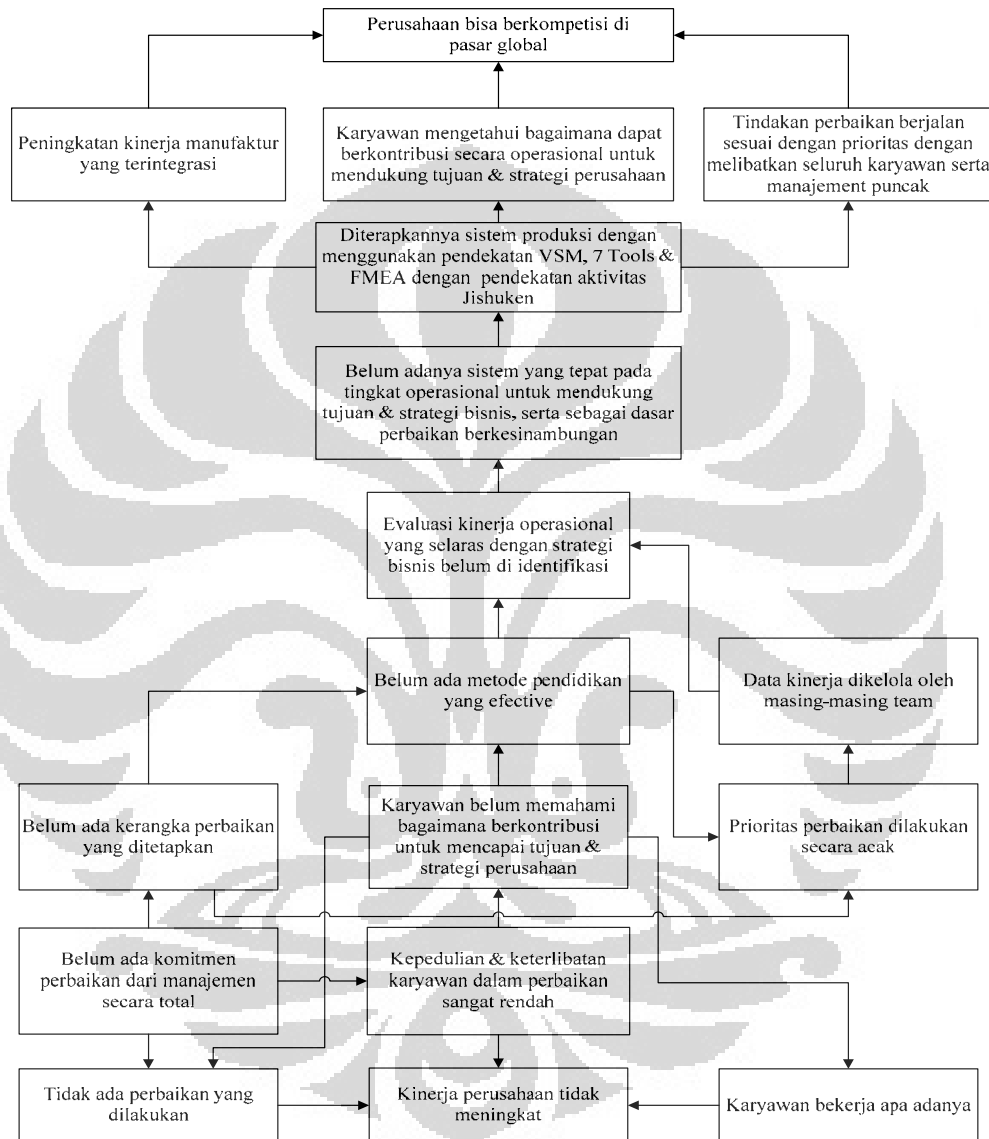 Perusahaan bisa berkompetisi di
pasar global
Peningkatan kinerja manufaktur
yang terintegrasi
Karyawan mengetahui bagaimana dapat
berkontribusi secara operasional untuk
mendukung tujuan & strategi perusahaan
Tindakan perbaikan berjalan
sesuai dengan prioritas dengan
melibatkan seluruh karyawan serta
manajement puncak
Diterapkannya sistem produksi dengan
menggunakan pendekatan VSM, 7 Tools &
FMEA dengan pendekatan aktivitas
Jishuken
Belum adanya sistem yang tepat pada
tingkat operasional untuk mendukung
tujuan & strategi bisnis, serta sebagai dasar
perbaikan berkesinambungan
Evaluasi kinerja operasional
yang selaras dengan strategi
bisnis belum di identifikasi
Belum ada metode pendidikan
yang efective
Data kinerja dikelola oleh
masing-masing team
Belum ada kerangka perbaikan
yang ditetapkan
Karyawan belum memahami
bagaimana berkontribusi
untuk mencapai tujuan &
strategi perusahaan
Prioritas perbaikan dilakukan
secara acak
Belum ada komitmen
perbaikan dari manajemen
secara total
Kepedulian & keterlibatan
karyawan dalam perbaikan
sangat rendah
Tidak ada perbaikan yang
dilakukan
Kinerja perusahaan tidak
meningkat
Karyawan bekerja apa adanya